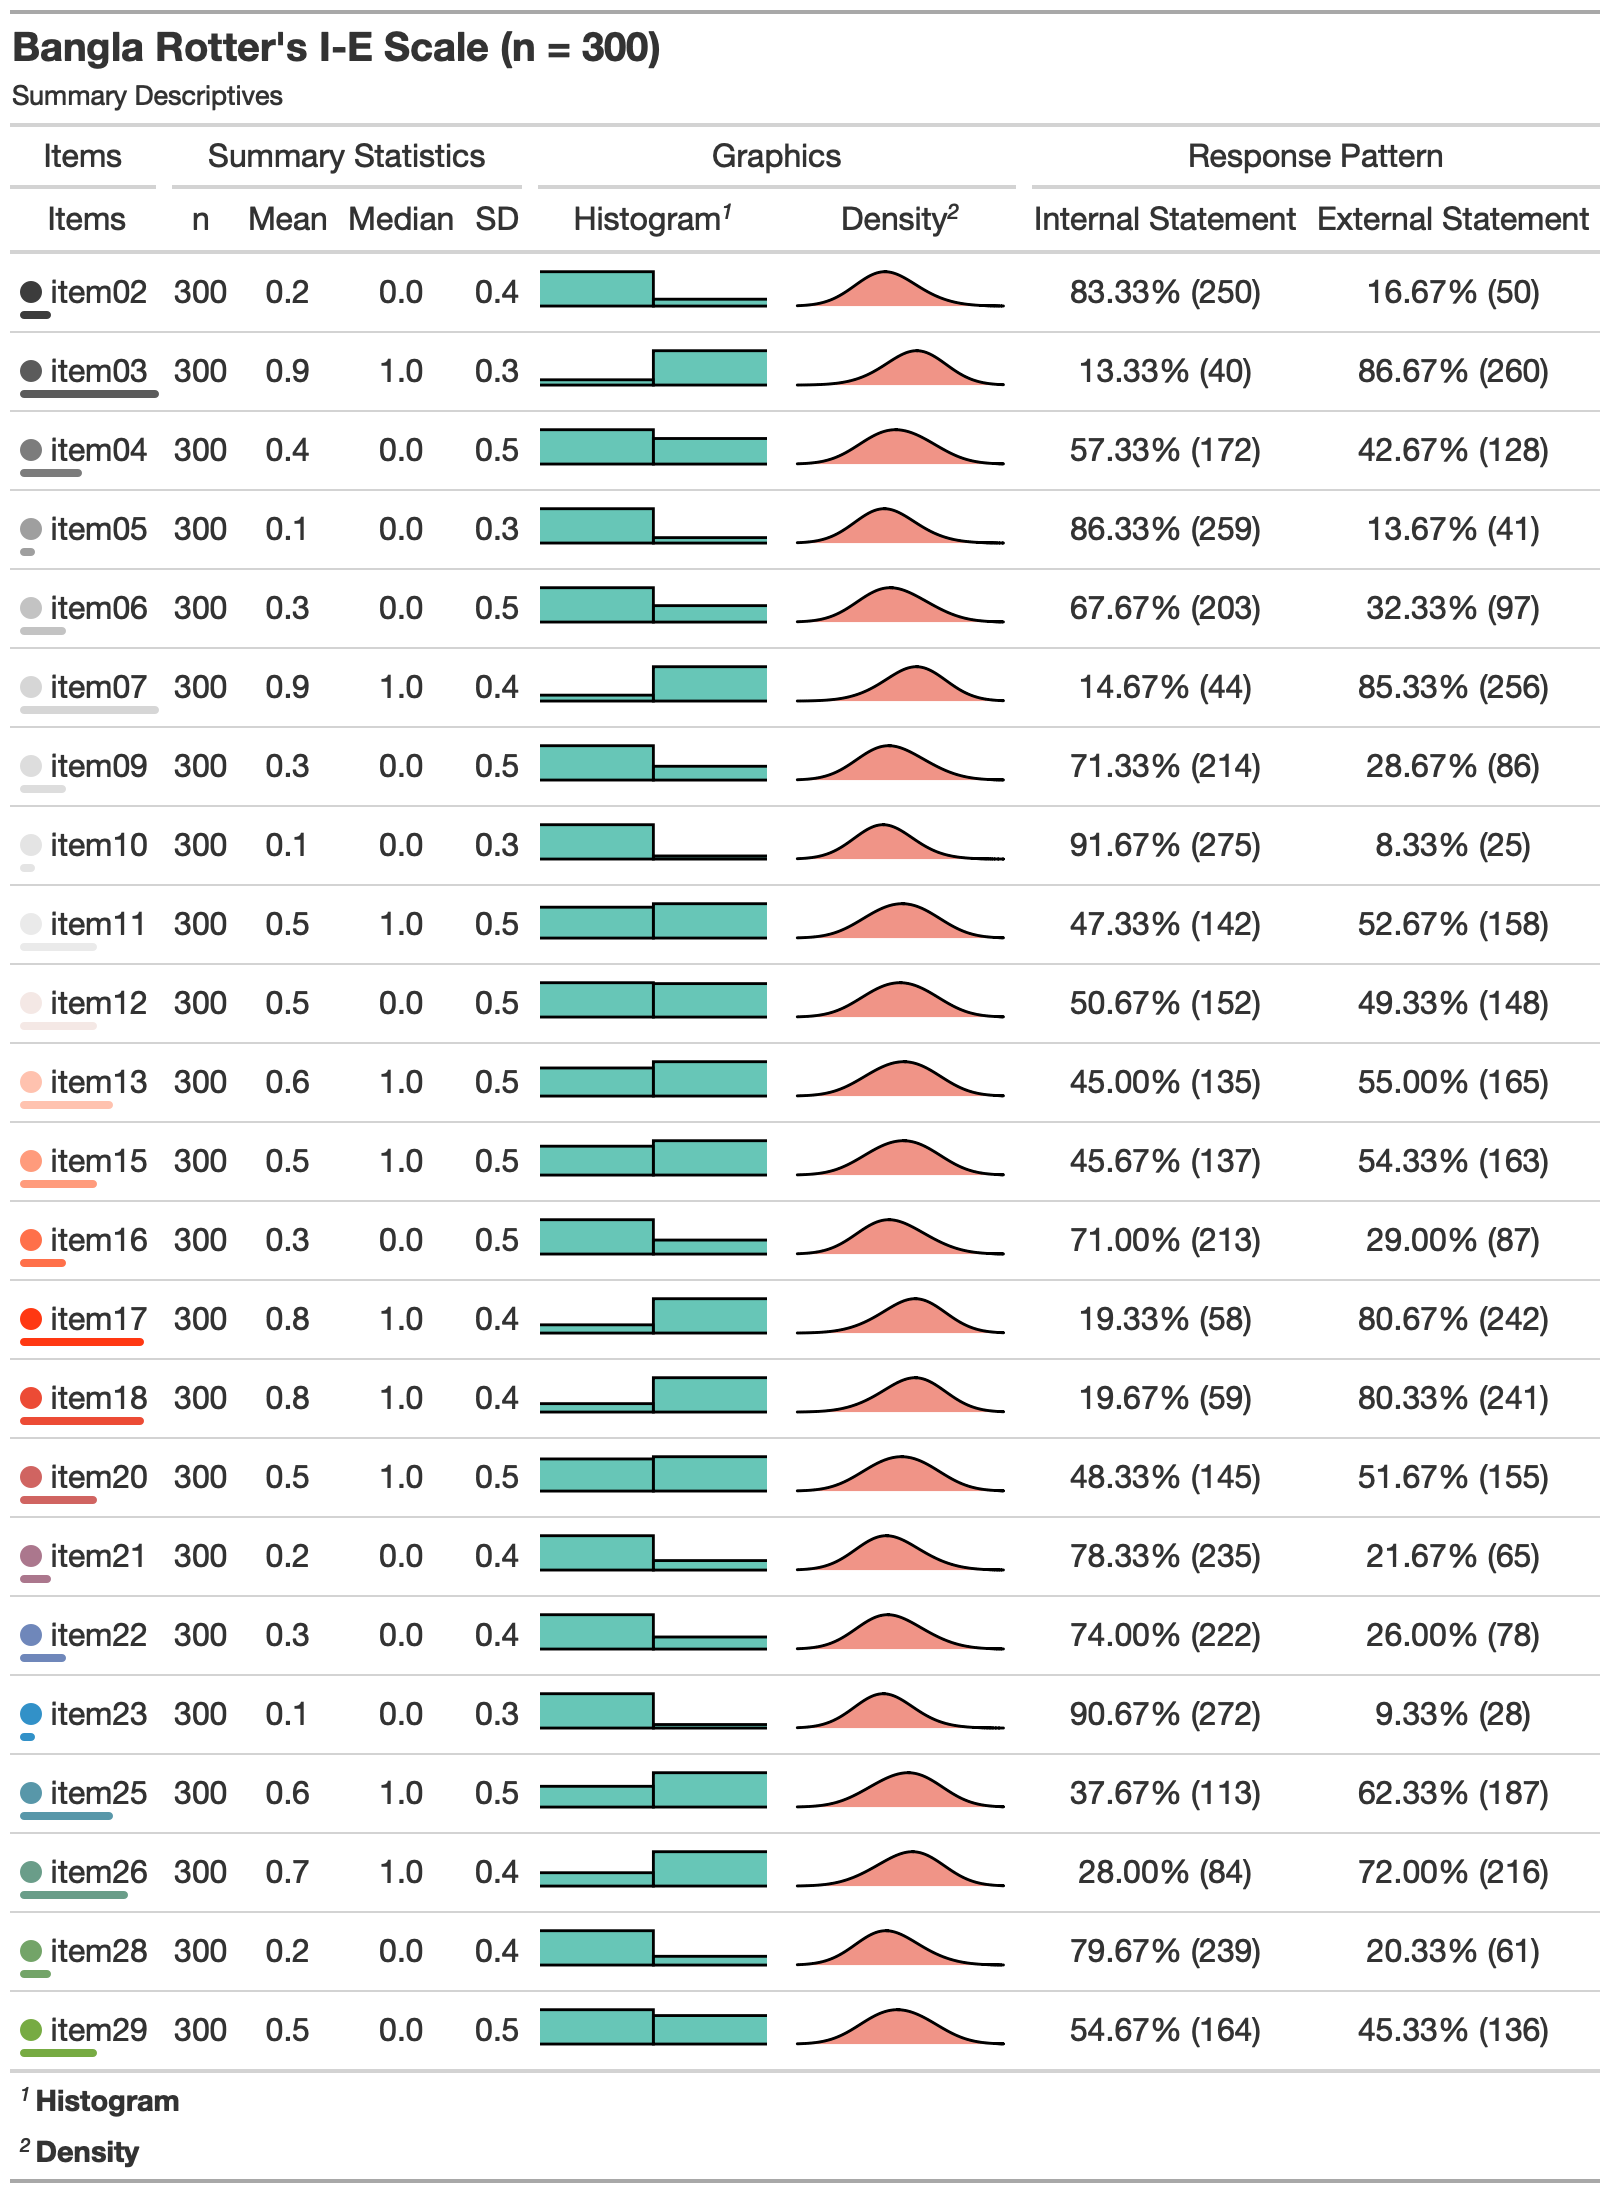 Bangla Rotter's I-E Scale (n = 300)
Summary Descriptives
Items Summary Statistics Graphics Response Pattern
Items n Mean Median SD Histogram1 Density2 Internal Statement External Statement
item02 300 0.2 0.0 0.4 83.33% (250) 16.67% (50)
item03 300 0.9 1.0 0.3 13.33% (40) 86.67% (260)
item04 300 0.4 0.0 0.5 57.33% (172) 42.67% (128)
item05 300 0.1 0.0 0.3 86.33% (259) 13.67% (41)
item06 300 0.3 0.0 0.5 67.67% (203) 32.33% (97)
item07 300 0.9 1.0 0.4 14.67% (44) 85.33% (256)
item09 300 0.3 0.0 0.5 71.33% (214) 28.67% (86)
item10 300 0.1 0.0 0.3 91.67% (275) 8.33% (25)
item11 300 0.5 1.0 0.5 47.33% (142) 52.67% (158)
item12 300 0.5 0.0 0.5 50.67% (152) 49.33% (148)
item13 300 0.6 1.0 0.5 45.00% (135) 55.00% (165)
item15 300 0.5 1.0 0.5 45.67% (137) 54.33% (163)
item16 300 0.3 0.0 0.5 71.00% (213) 29.00% (87)
item17 300 0.8 1.0 0.4 19.33% (58) 80.67% (242)
item18 300 0.8 1.0 0.4 19.67% (59) 80.33% (241)
item20 300 0.5 1.0 0.5 48.33% (145) 51.67% (155)
item21 300 0.2 0.0 0.4 78.33% (235) 21.67% (65)
item22 300 0.3 0.0 0.4 74.00% (222) 26.00% (78)
item23 300 0.1 0.0 0.3 90.67% (272) 9.33% (28)
item25 300 0.6 1.0 0.5 37.67% (113) 62.33% (187)
item26 300 0.7 1.0 0.4 28.00% (84) 72.00% (216)
item28 300 0.2 0.0 0.4 79.67% (239) 20.33% (61)
item29 300 0.5 0.0 0.5 54.67% (164) 45.33% (136)
1 Histogram
2 Density